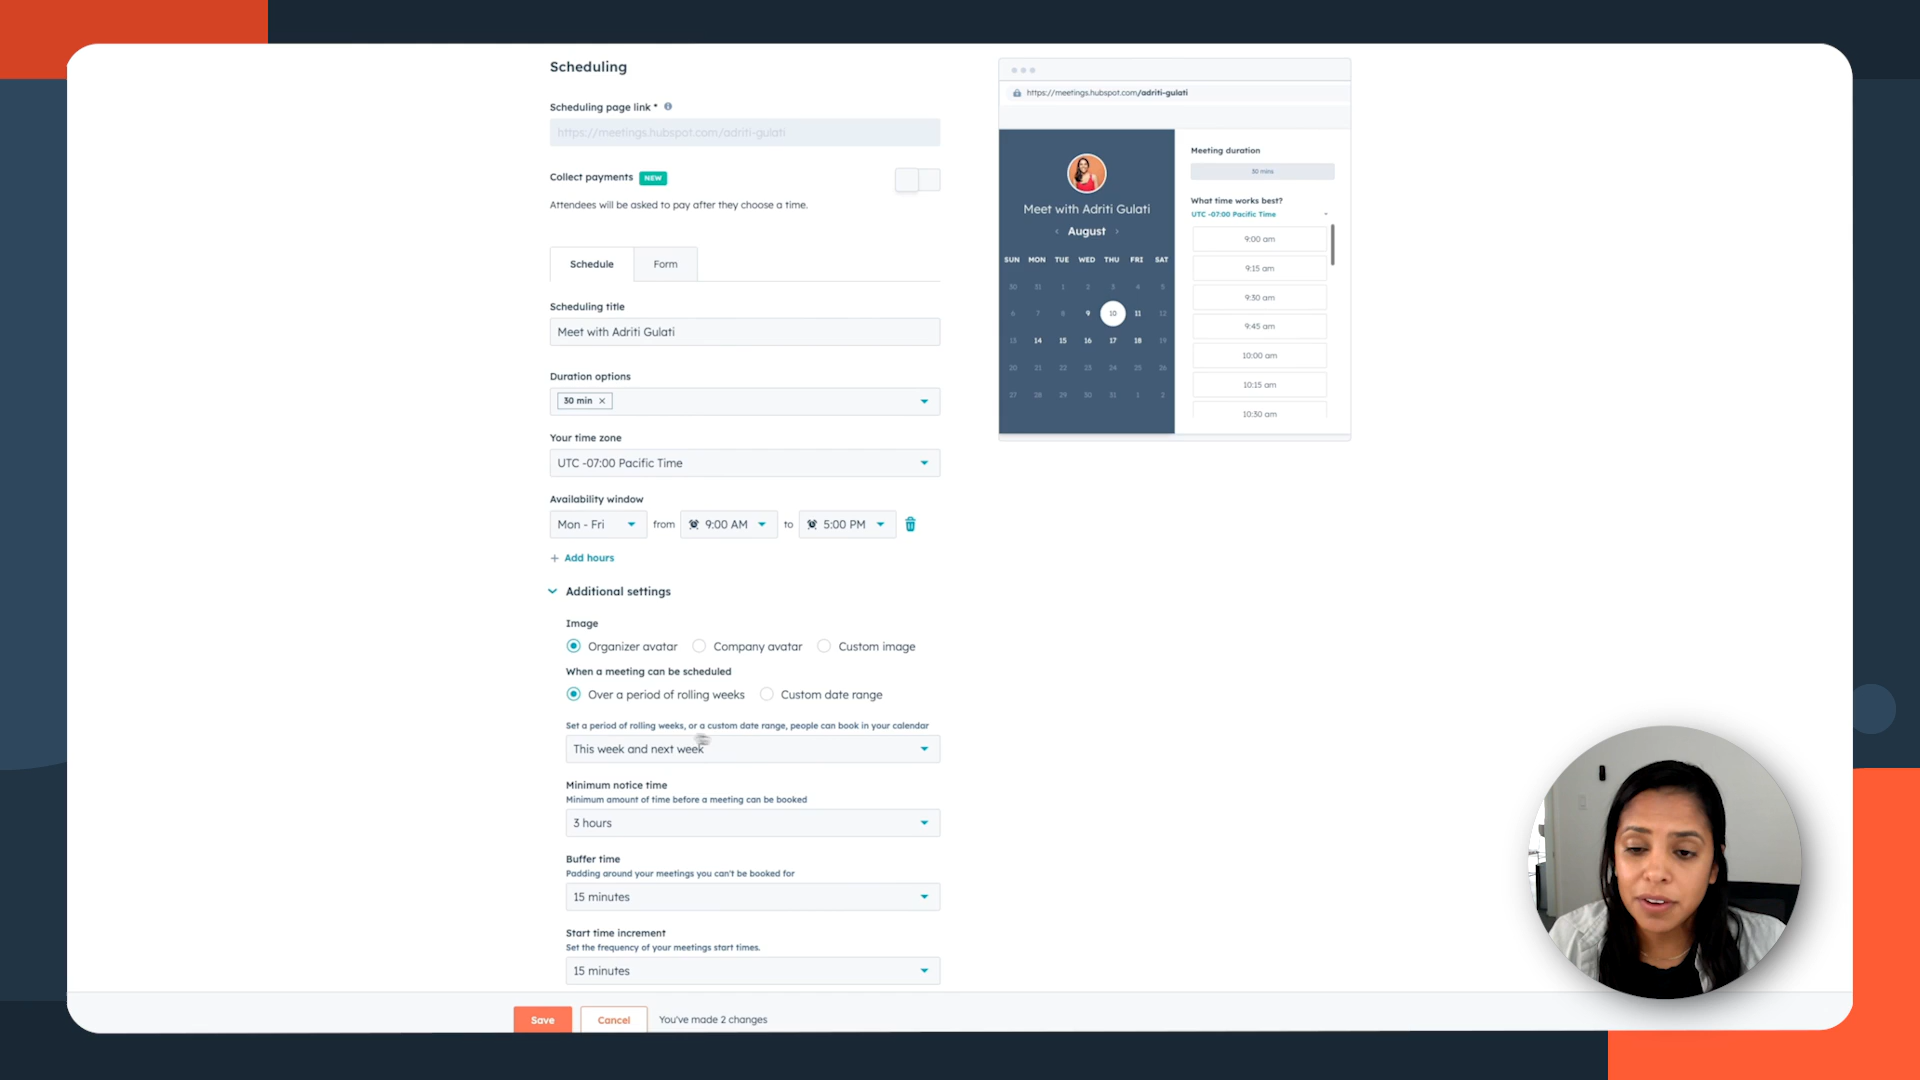 Scheduling
Scheduling page link *
https://meetings.hubspot.com/adriti-gulati
Collect payments NEW
Attendees will be asked to pay after they choose a time.
Schedule Form
Scheduling title
Meet with Adriti Gulati
Duration options
30 min ×
Your time zone
UTC -07:00 Pacific Time
Availability window
Mon - Fri from 9:00 AM to 5:00 PM
+ Add hours
Additional settings
Image
Organizer avatar Company avatar Custom image
When a meeting can be scheduled
Over a period of rolling weeks Custom date range
Set a period of rolling weeks, or a custom date range, people can book in your calendar
This week and next week
Minimum notice time
Minimum amount of time before a meeting can be booked
3 hours
Buffer time
Padding around your meetings you can't be booked for
15 minutes
Start time increment
Set the frequency of your meetings start times.
15 minutes
Save Cancel You've made 2 changes
https://meetings.hubspot.com/adriti-gulati
Meet with Adriti Gulati
‹ August ›
SUN MON TUE WED THU FRI SAT
30 31 1 2 3 4 5
6 7 8 9 10 11 12
13 14 15 16 17 18 19
20 21 22 23 24 25 26
27 28 29 30 31 1 2
Meeting duration
30 mins
What time works best?
UTC -07:00 Pacific Time
9:00 am
9:15 am
9:30 am
9:45 am
10:00 am
10:15 am
10:30 am